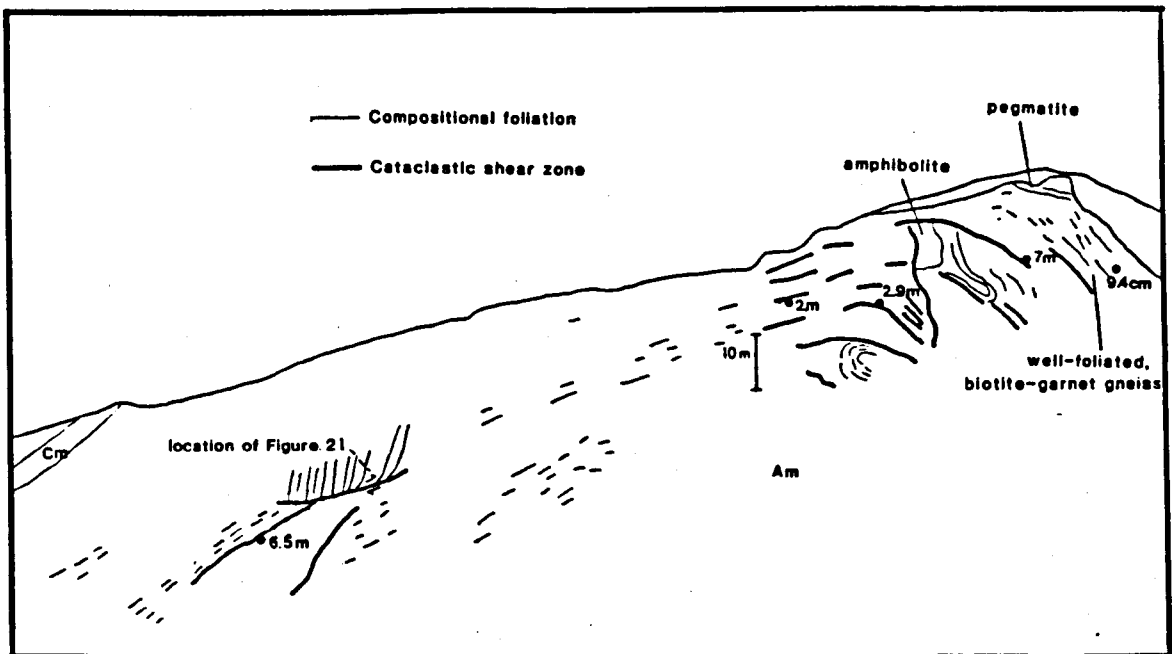 Compositional foliation
Cataclastic shear zone
pegmatite
amphibolite
7m
9.4cm
2.9m
2m
10m
well-foliated,
biotite-garnet gneiss
Cm
location of Figure. 21
Am
6.5m